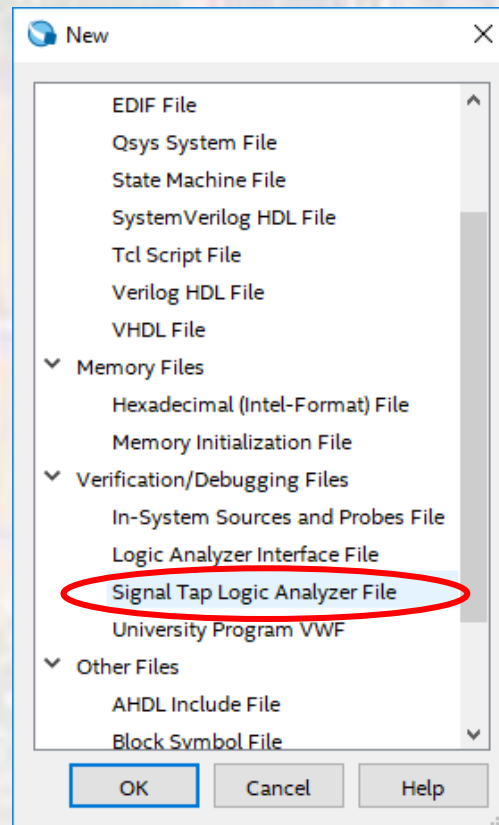 New
EDIF File
Qsys System File
State Machine File
SystemVerilog HDL File
Tcl Script File
Verilog HDL File
VHDL File
Memory Files
Hexadecimal (Intel-Format) File
Memory Initialization File
Verification/Debugging Files
In-System Sources and Probes File
Logic Analyzer Interface File
Signal Tap Logic Analyzer File
University Program VWF
Other Files
AHDL Include File
Block Symbol File
OK Cancel Help